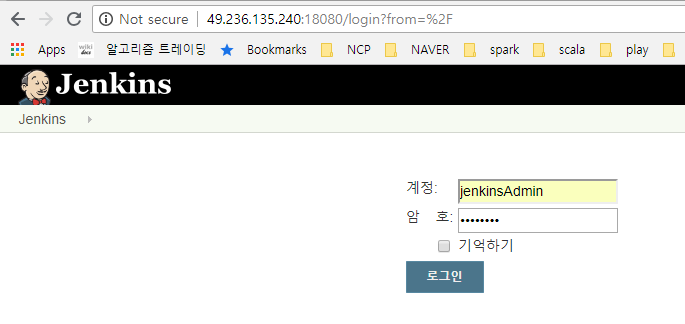 Not secure | 49.236.135.240:18080/login?from=%2F
Apps wiki docs 알고리즘 트레이딩 Bookmarks NCP NAVER spark scala play
Jenkins
Jenkins
계정: jenkinsAdmin
암 호: ••••••••
기억하기
로그인